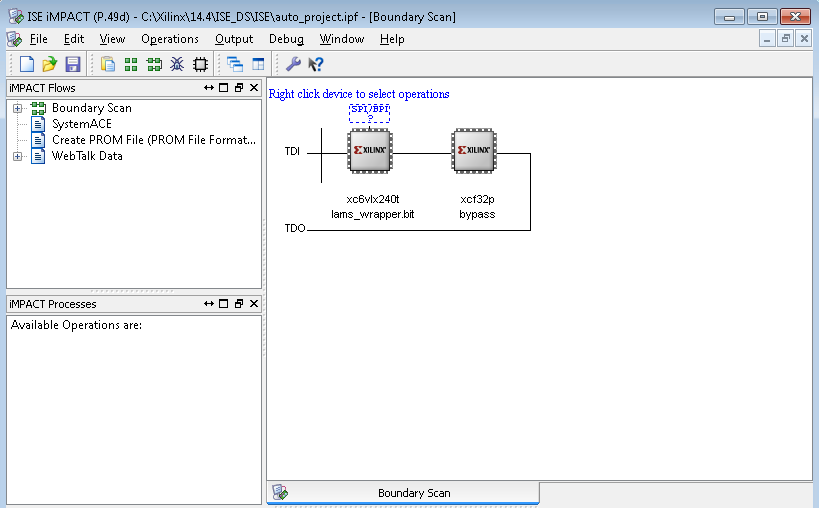 ISE iMPACT (P.49d) - C:\Xilinx\14.4\ISE_DS\ISE\auto_project.ipf - [Boundary Scan]
File Edit View Operations Output Debug Window Help
iMPACT Flows
Boundary Scan
SystemACE
Create PROM File (PROM File Format...
WebTalk Data
iMPACT Processes
Available Operations are:
Right click device to select operations
SPI/BPI
?
TDI
XILINX
XILINX
xc6vlx240t
lams_wrapper.bit
xcf32p
bypass
TDO
Boundary Scan